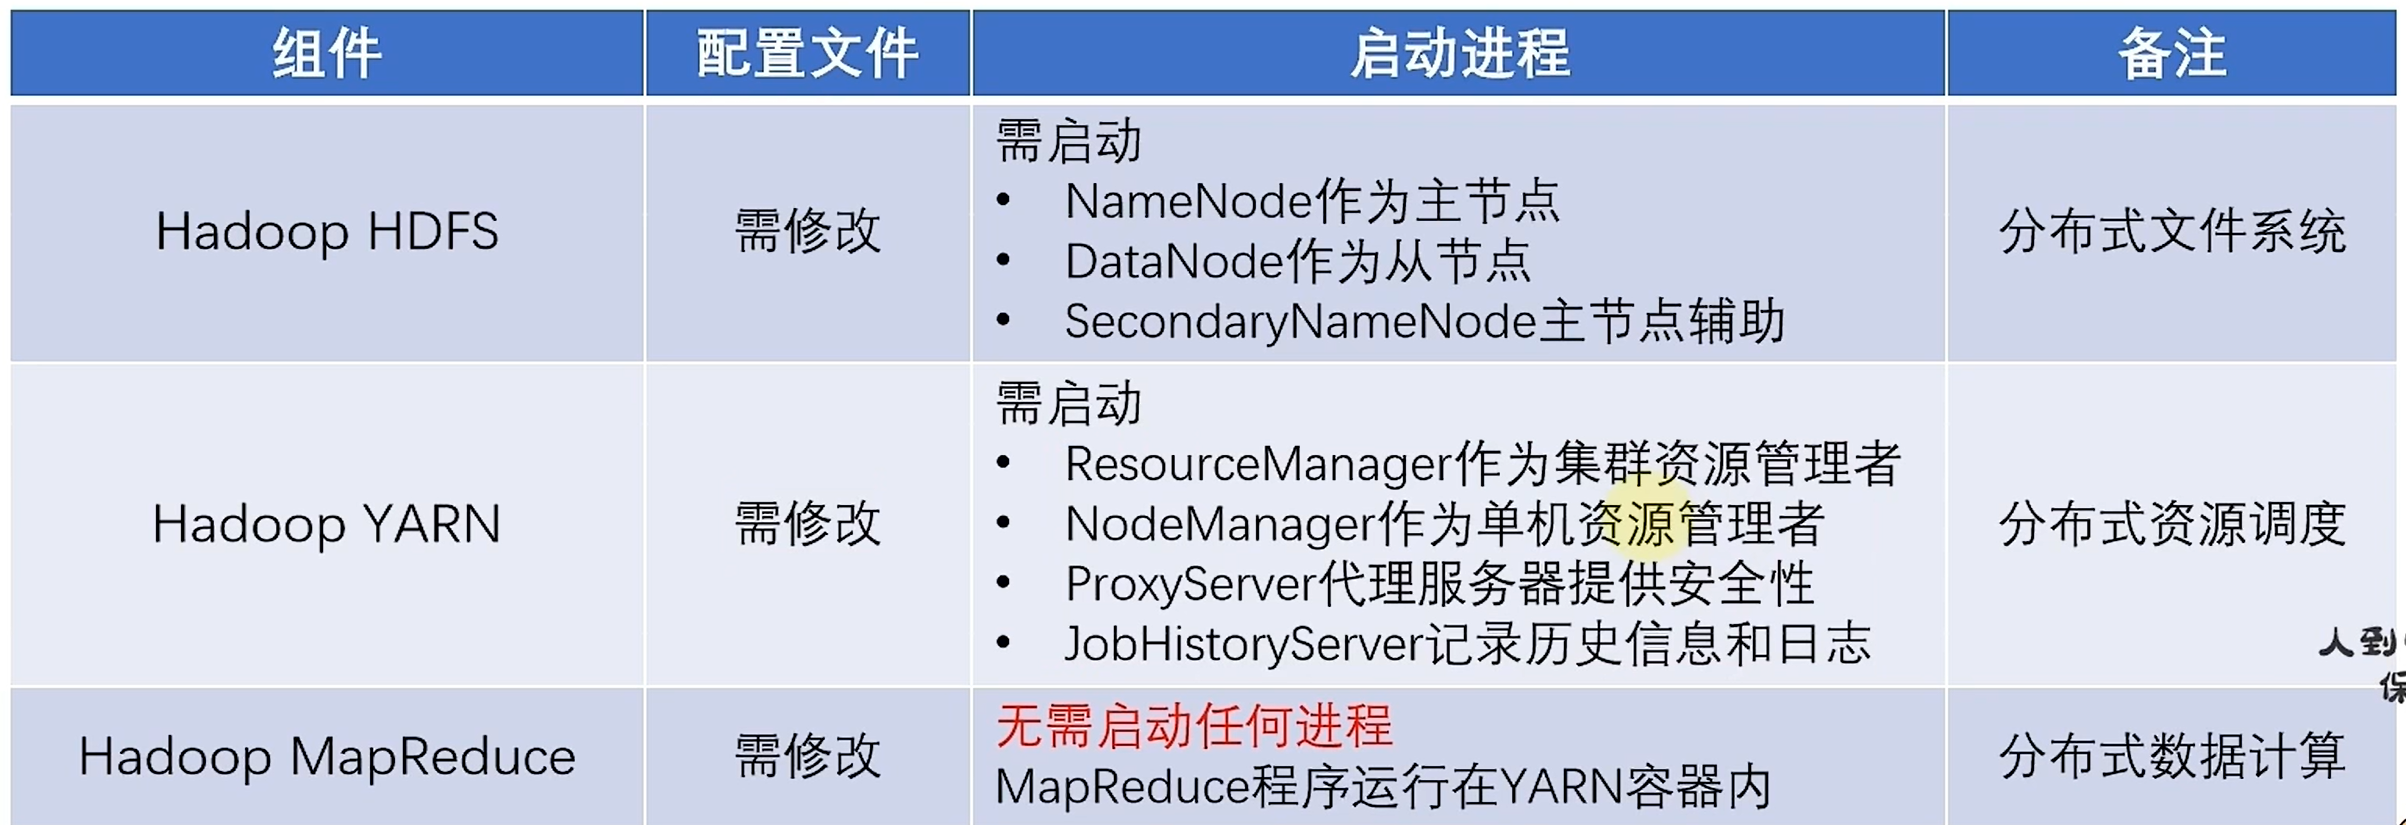 组件 配置文件 启动进程 备注
Hadoop HDFS
需修改
需启动
• NameNode作为主节点
• DataNode作为从节点
• SecondaryNameNode主节点辅助
分布式文件系统
Hadoop YARN
需修改
需启动
• ResourceManager作为集群资源管理者
• NodeManager作为单机资源管理者
• ProxyServer代理服务器提供安全性
• JobHistoryServer记录历史信息和日志
分布式资源调度
人到
保
Hadoop MapReduce
需修改
无需启动任何进程
MapReduce程序运行在YARN容器内
分布式数据计算